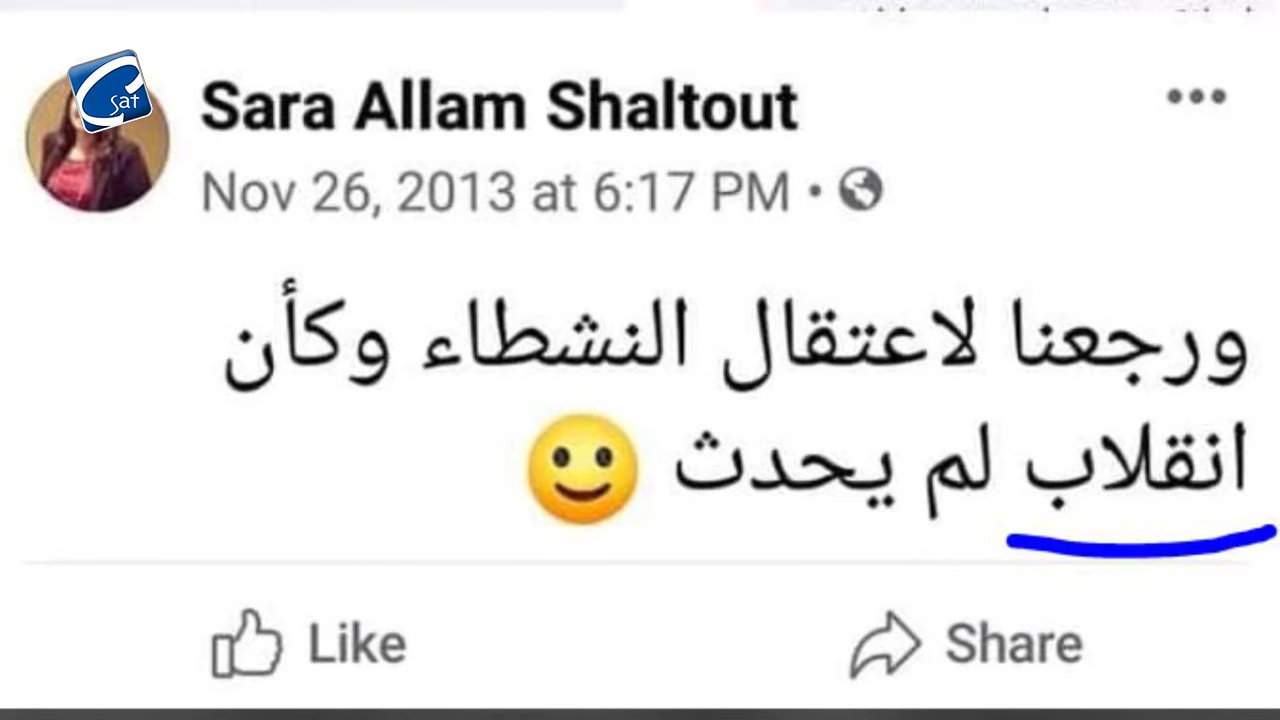 Sat
Sara Allam Shaltout
Nov 26, 2013 at 6:17 PM
ورجعنا لاعتقال النشطاء وكأن
انقلاب لم يحدث 🙂
Like
Share